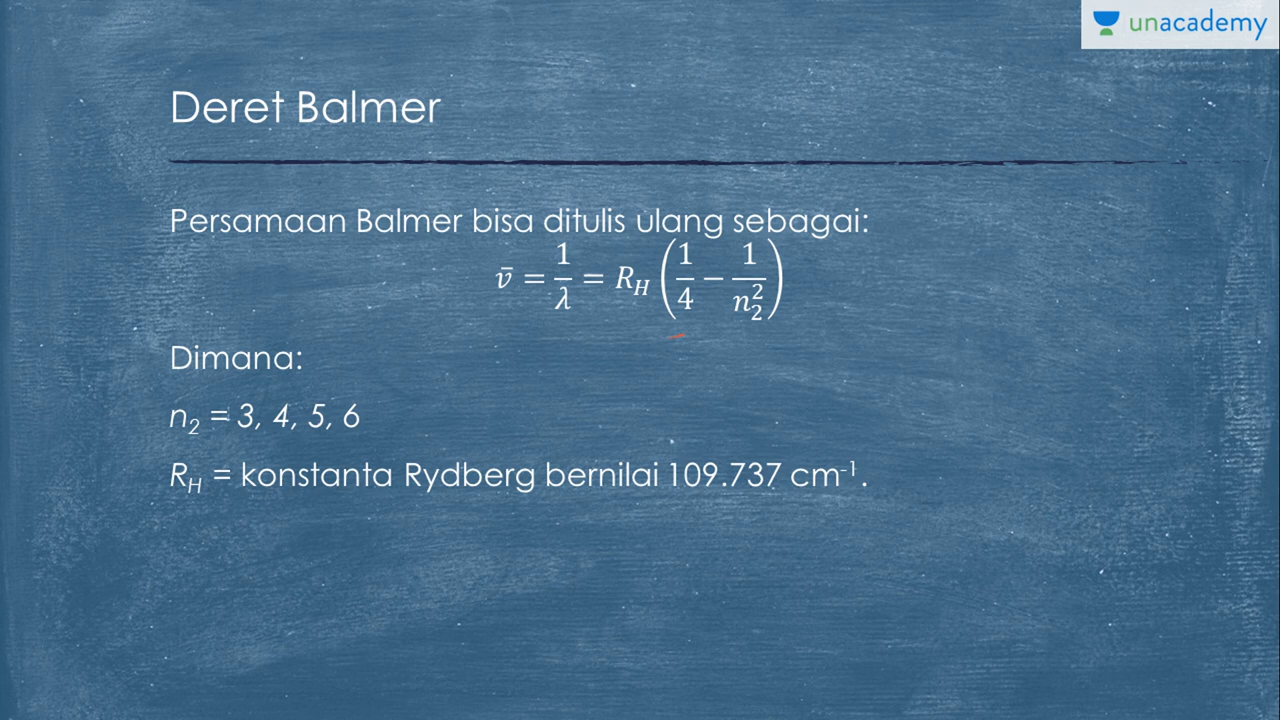 unacademy
Deret Balmer
Persamaan Balmer bisa ditulis ulang sebagai:
v̄ = 1/λ = R_H (1/4 − 1/n₂²)
Dimana:
n₂ = 3, 4, 5, 6
R_H = konstanta Rydberg bernilai 109.737 cm⁻¹.